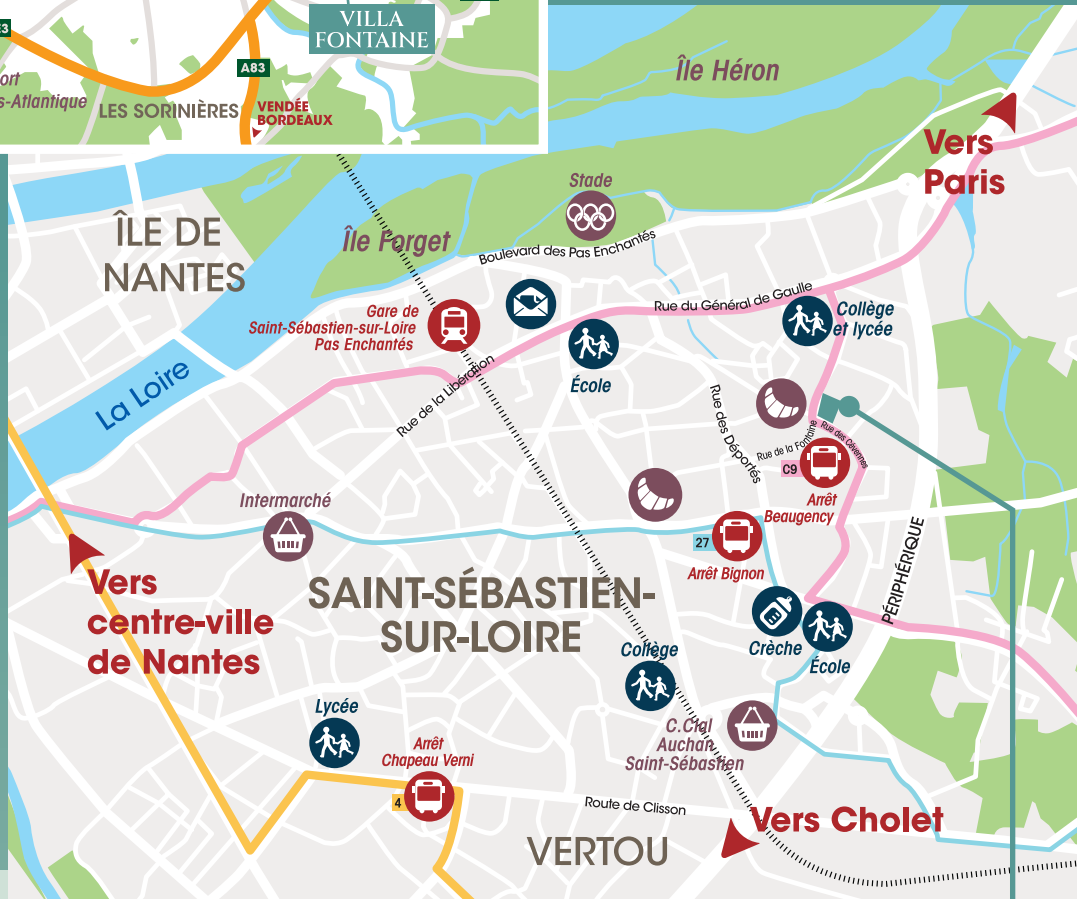 VILLA
FONTAINE
A83
LES SORINIÈRES
VENDÉE
BORDEAUX
s-Atlantique
Île Héron
Vers
Paris
Stade
ÎLE DE
NANTES
Île Forget
Boulevard des Pas Enchantés
Gare de
Saint-Sébastien-sur-Loire
Pas Enchantés
Rue du Général de Gaulle
Collège
et lycée
École
La Loire
Rue de la Libération
Rue des Déportés
Rue de la Fontaine
Rue des Cévennes
C9
Arrêt
Beaugency
Intermarché
27
Arrêt Bignon
PÉRIPHÉRIQUE
Vers
centre-ville
de Nantes
SAINT-SÉBASTIEN-
SUR-LOIRE
Crèche
École
Collège
Lycée
C.Cial
Auchan
Saint-Sébastien
Arrêt
Chapeau Verni
4
Route de Clisson
Vers Cholet
VERTOU